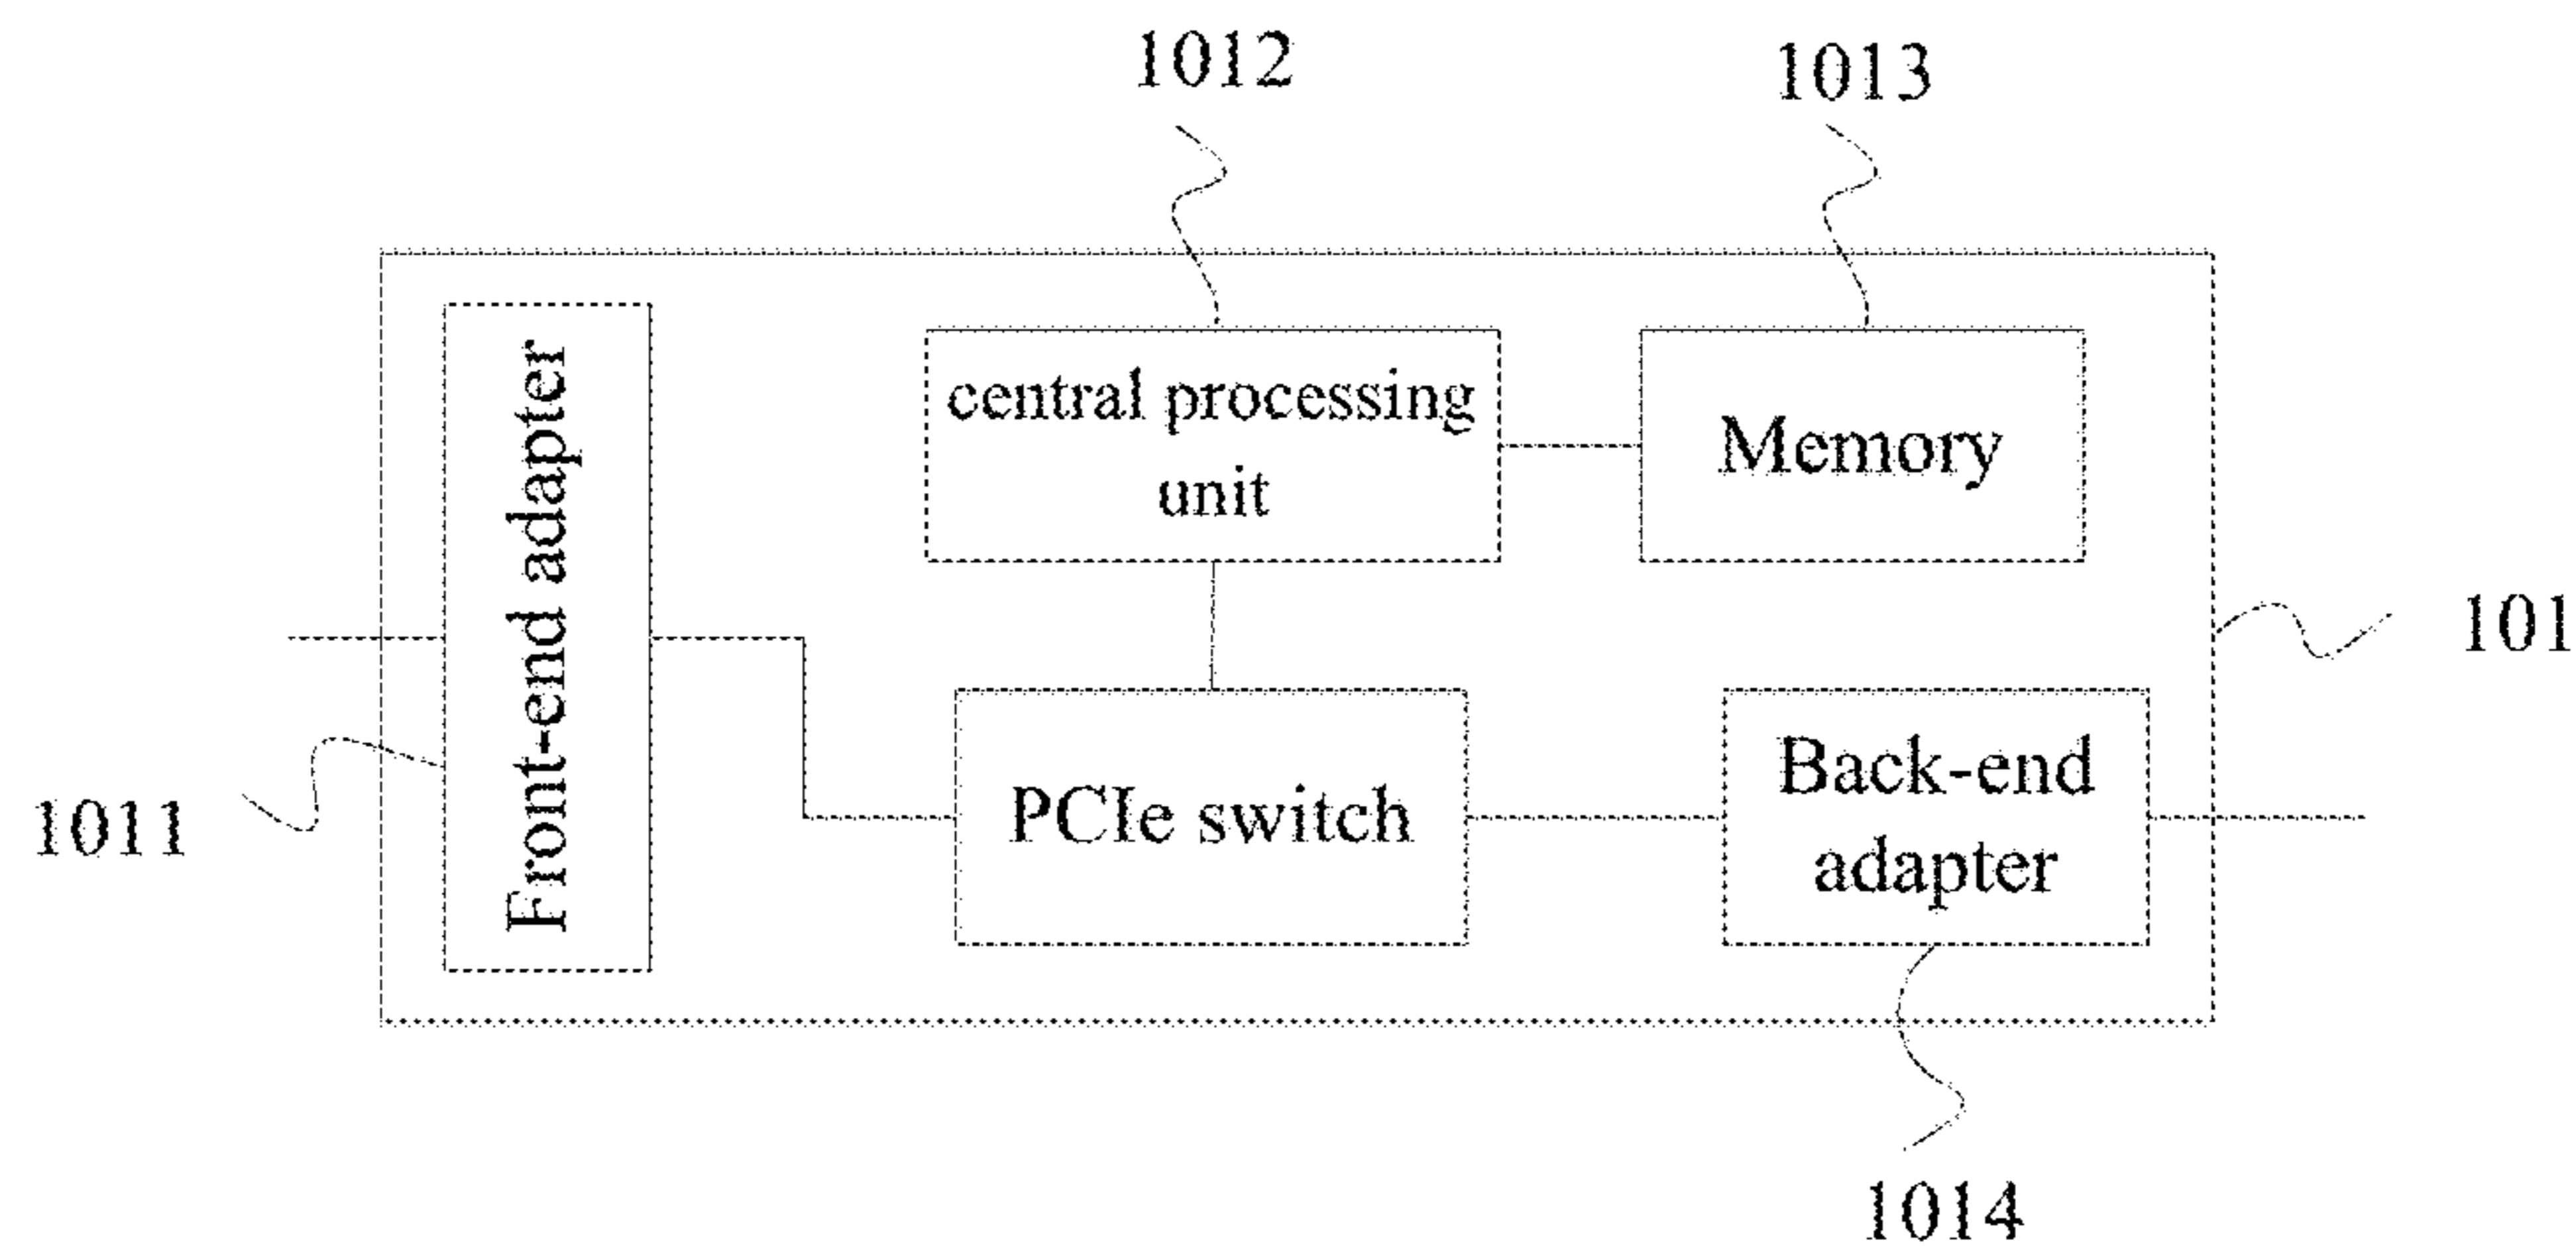 1012
1013
Front-end adapter
central processing
unit
Memory
101
1011
PCIe switch
Back-end
adapter
1014